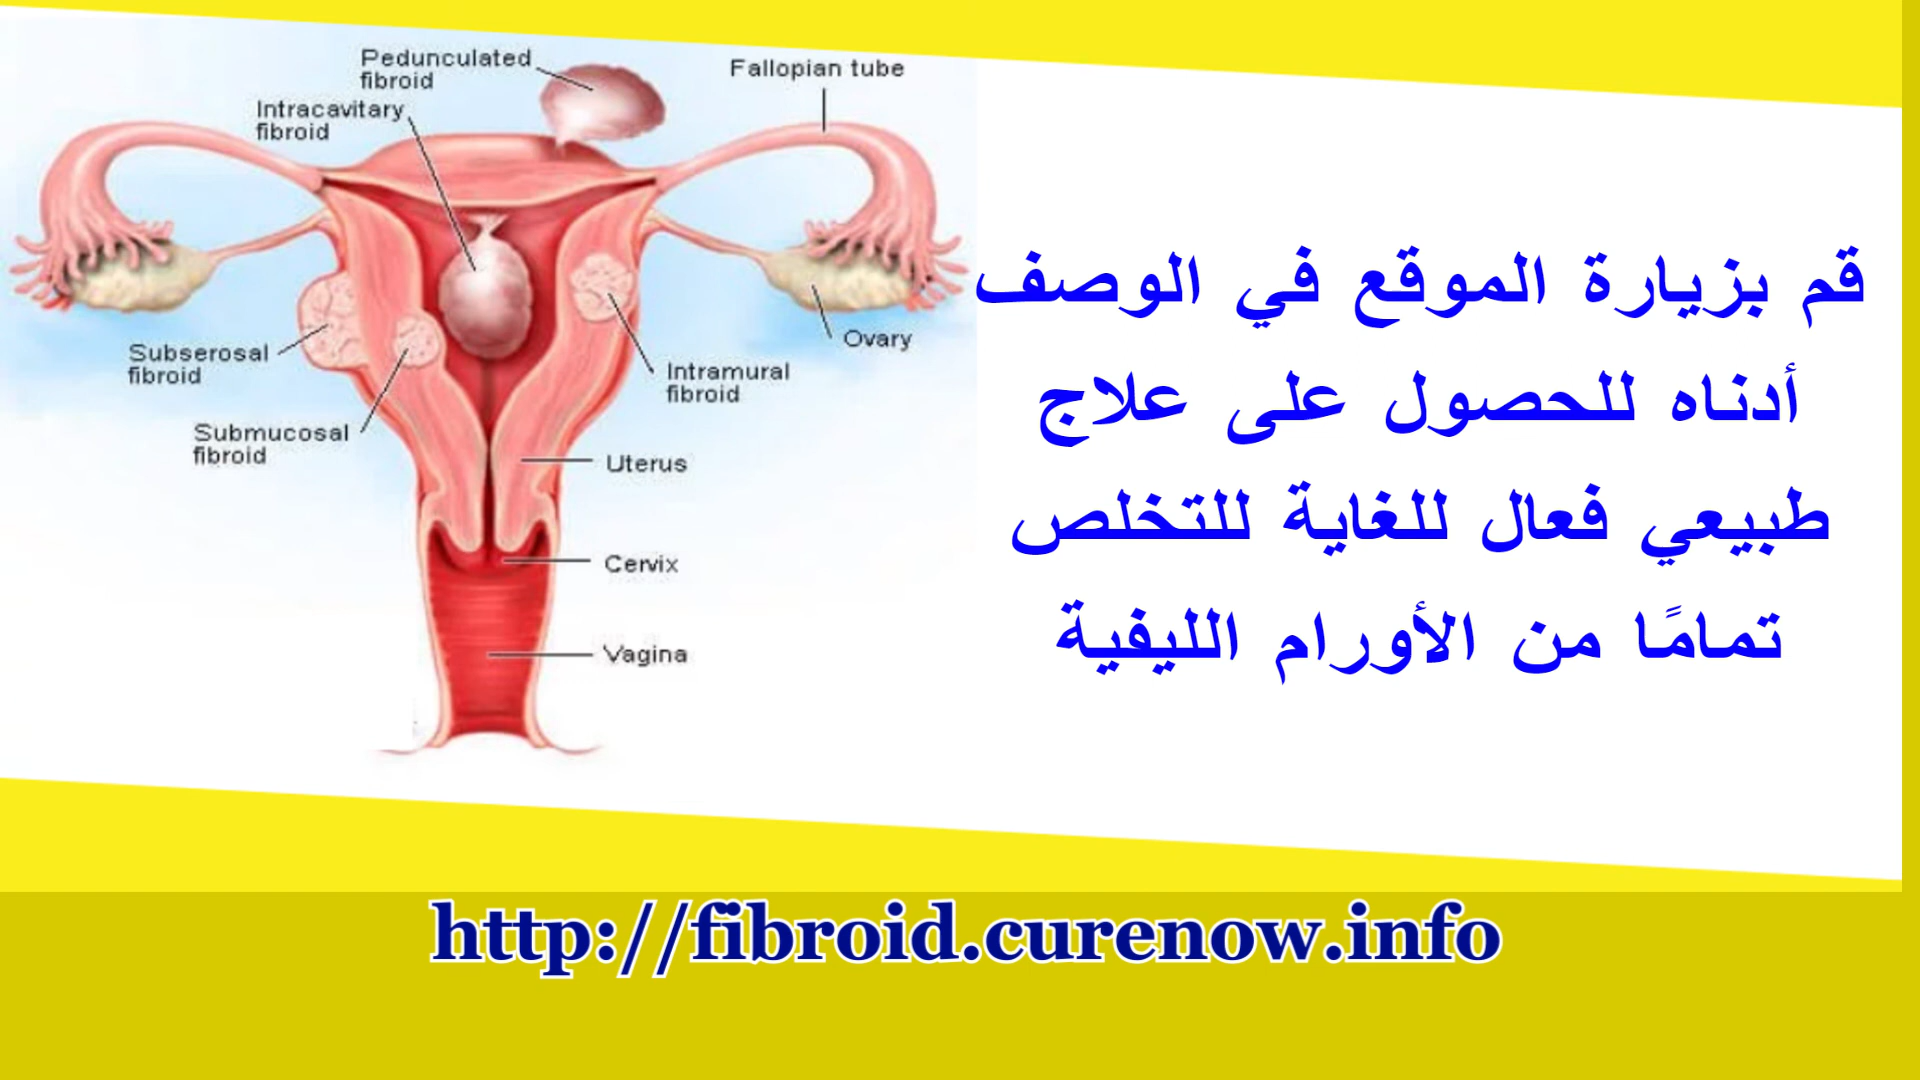 Pedunculated
fibroid
Fallopian tube
Intracavitary
fibroid
Subserosal
fibroid
Submucosal
fibroid
Ovary
Intramural
fibroid
Uterus
Cervix
Vagina
قم بزيارة الموقع في الوصف
أدناه للحصول على علاج
طبيعي فعال للغاية للتخلص
تمامًا من الأورام الليفية
http://fibroid.curenow.info